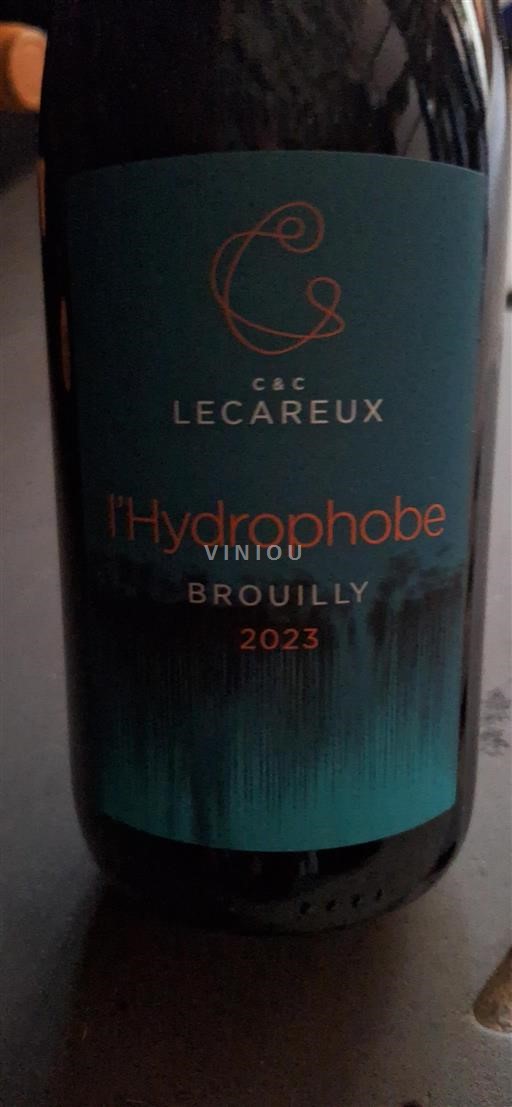 C & C
LECAREUX
l'Hydrophobe
VINIOU
BROUILLY
2023